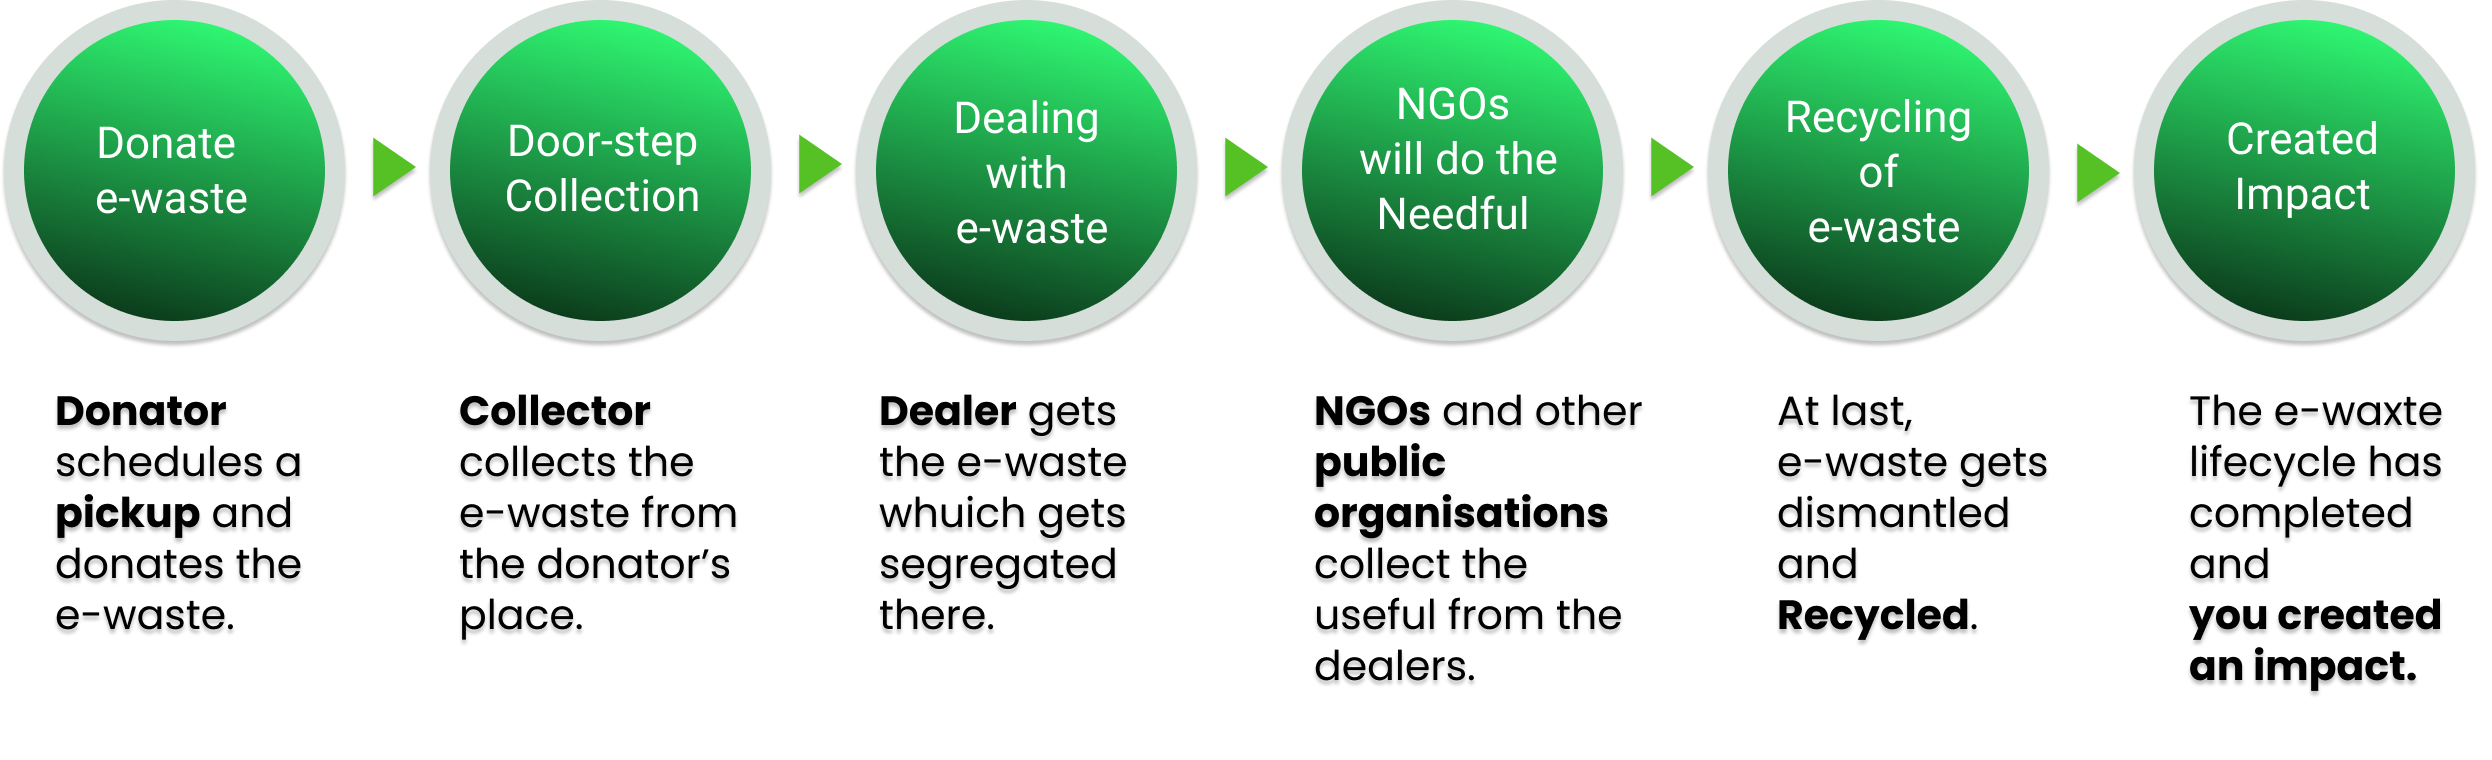 Donate
e-waste
Door-step
Collection
Dealing
with
e-waste
NGOs
will do the
Needful
Recycling
of
e-waste
Created
Impact
Donator
schedules a
pickup and
donates the
e-waste.
Collector
collects the
e-waste from
the donator's
place.
Dealer gets
the e-waste
whuich gets
segregated
there.
NGOs and other
public
organisations
collect the
useful from the
dealers.
At last,
e-waste gets
dismantled
and
Recycled.
The e-waxte
lifecycle has
completed
and
you created
an impact.